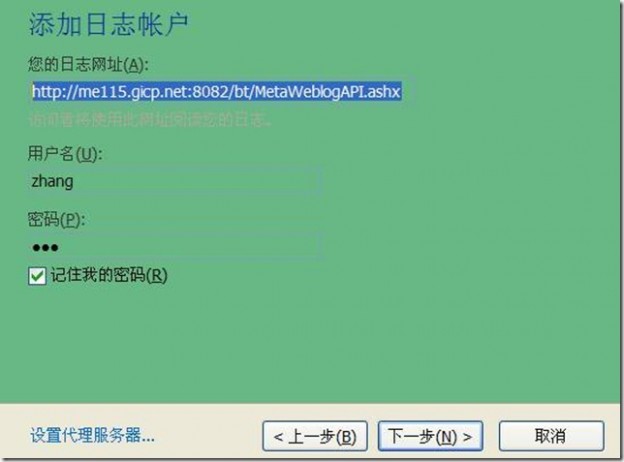 添加日志帐户
您的日志网址(A):
http://me115.gicp.net:8082/bt/MetaWeblogAPI.ashx
访问者将使用此网址阅读您的日志。
用户名(U):
zhang
密码(P):
●●●
记住我的密码(R)
设置代理服务器... < 上一步(B) 下一步(N) > 取消